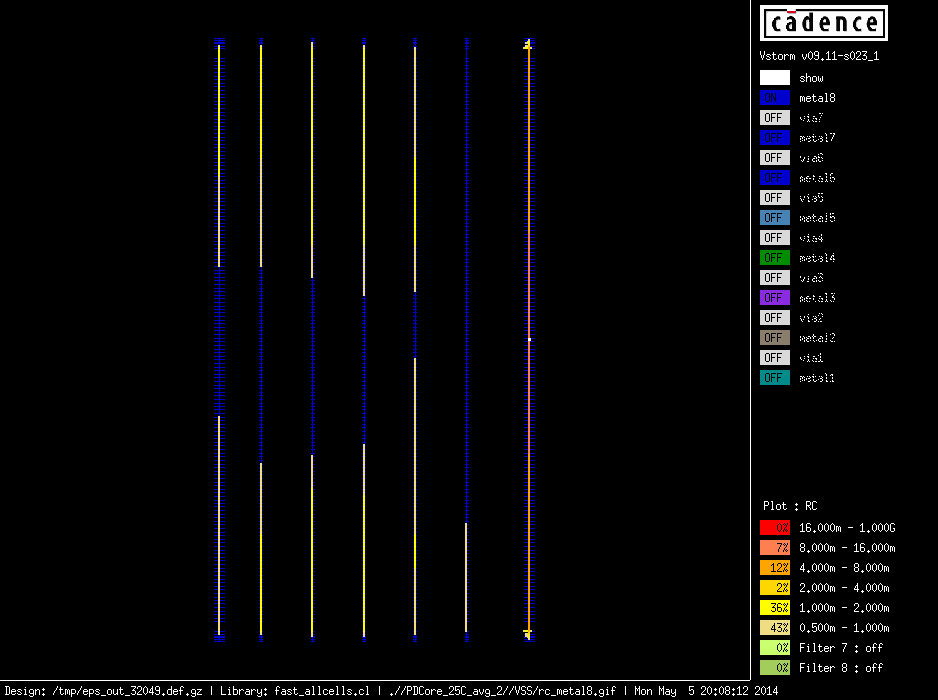 cadence
Vstorm v09.11-s023_1
show
metal8
OFF via7
metal7
OFF via6
metal6
OFF via5
OFF metal5
OFF via4
OFF metal4
OFF via3
OFF metal3
OFF via2
OFF metal2
OFF via1
OFF metal1
Plot : RC
0% 16.000m - 1.000G
7% 8.000m - 16.000m
12% 4.000m - 8.000m
2% 2.000m - 4.000m
36% 1.000m - 2.000m
43% 0.500m - 1.000m
0% Filter 7 : off
0% Filter 8 : off
Design: /tmp/eps_out_32049.def.gz | Library: fast_allcells.cl | .//PDCore_25C_avg_2//VSS/rc_metal8.gif | Mon May 5 20:08:12 2014